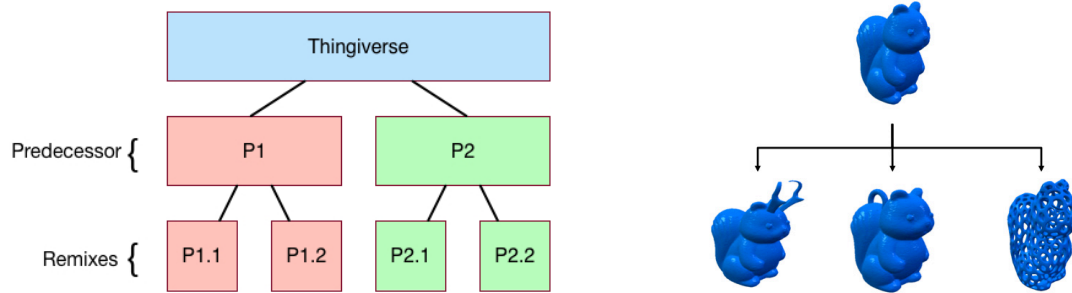 Thingiverse
Predecessor {
P1
P2
Remixes {
P1.1
P1.2
P2.1
P2.2